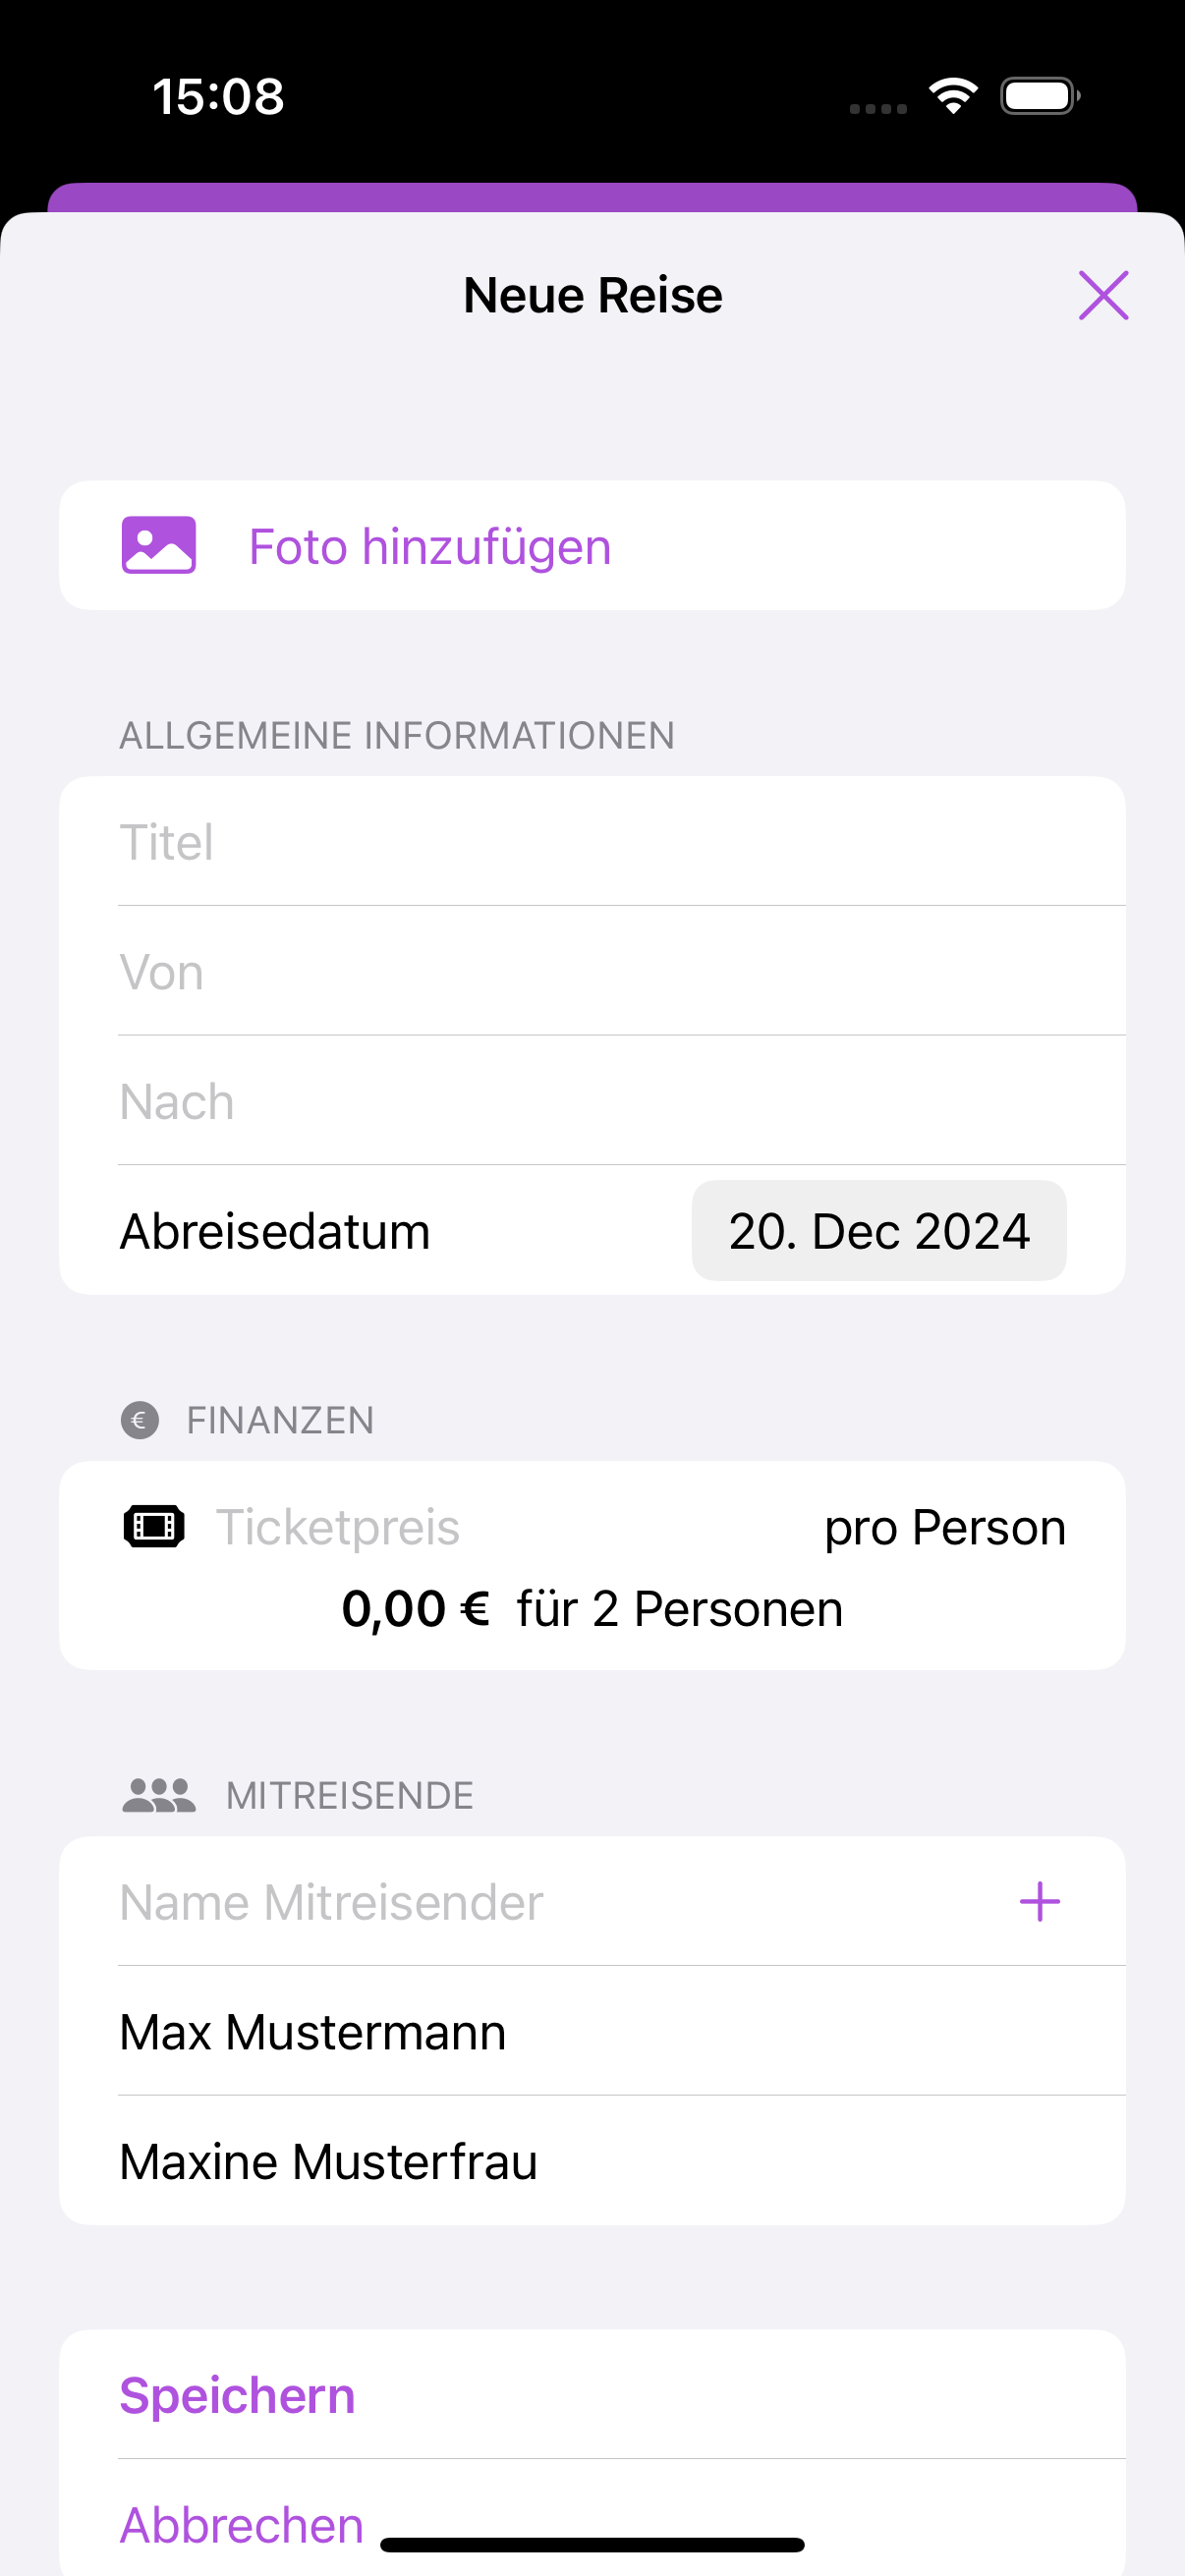 15:08
Neue Reise
Foto hinzufügen
ALLGEMEINE INFORMATIONEN
Titel
Von
Nach
Abreisedatum 20. Dec 2024
€ FINANZEN
Ticketpreis pro Person
0,00 € für 2 Personen
MITREISENDE
Name Mitreisender
Max Mustermann
Maxine Musterfrau
Speichern
Abbrechen